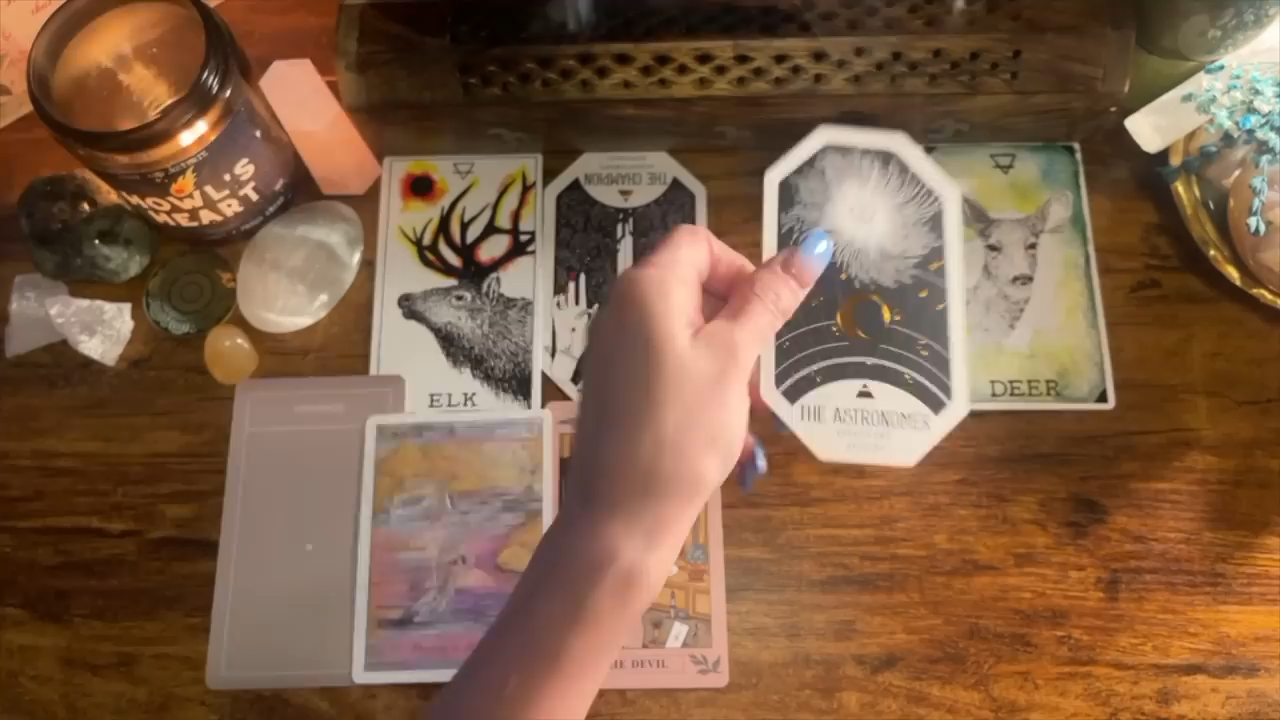 HOWL'S
HEART
ELK
THE CHAMPION
THE ASTRONOMER
DEER
THE DEVIL